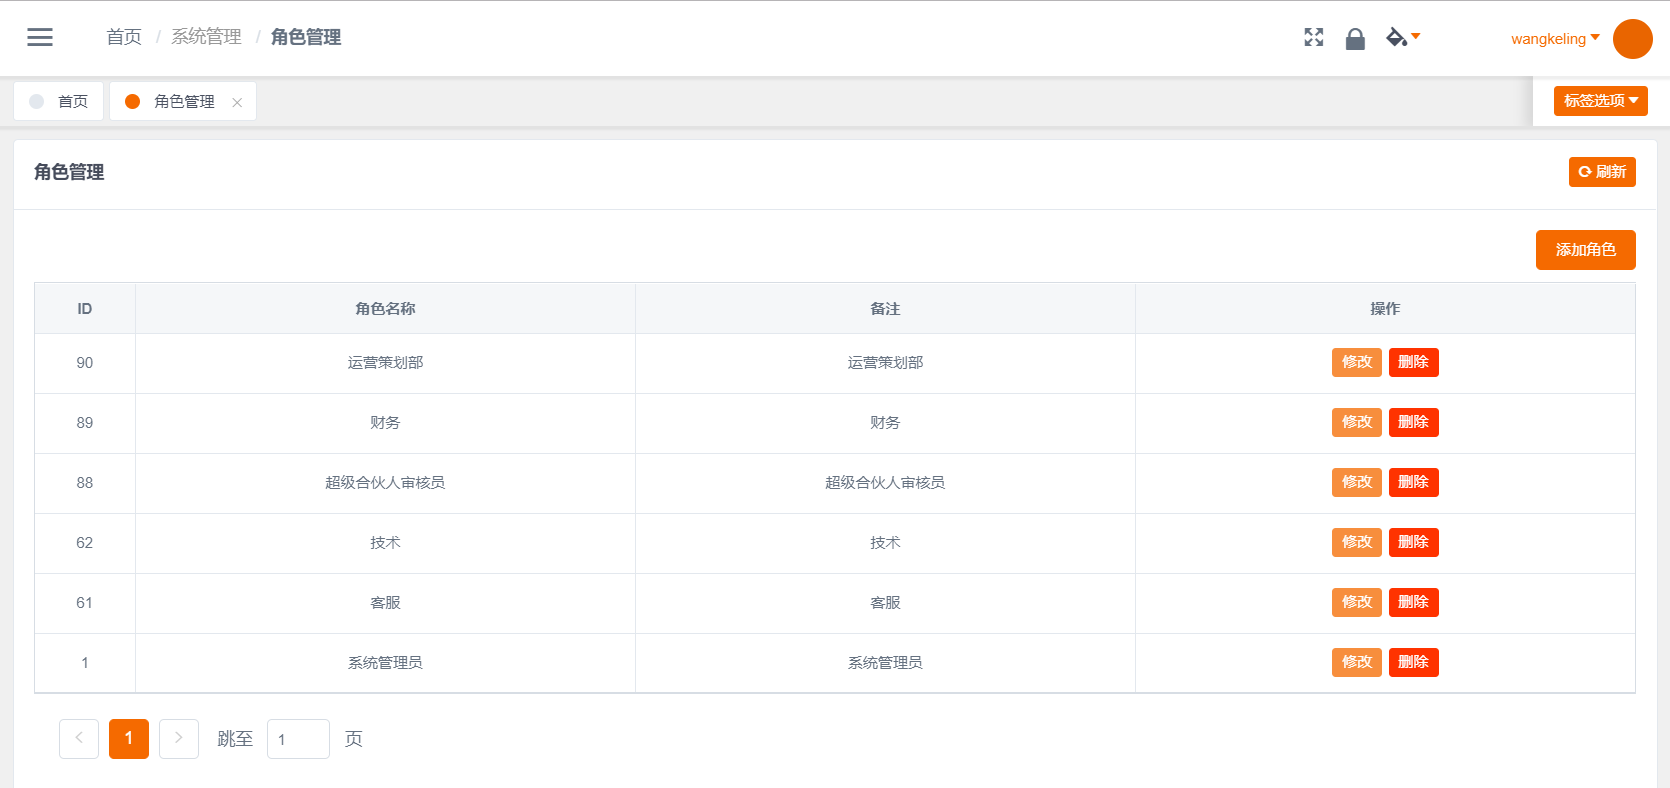 首页 / 系统管理 / 角色管理
wangkeling
首页 角色管理
标签选项
角色管理
刷新
添加角色
ID 角色名称 备注 操作
90 运营策划部 运营策划部 修改 删除
89 财务 财务 修改 删除
88 超级合伙人审核员 超级合伙人审核员 修改 删除
62 技术 技术 修改 删除
61 客服 客服 修改 删除
1 系统管理员 系统管理员 修改 删除
1 跳至 1 页